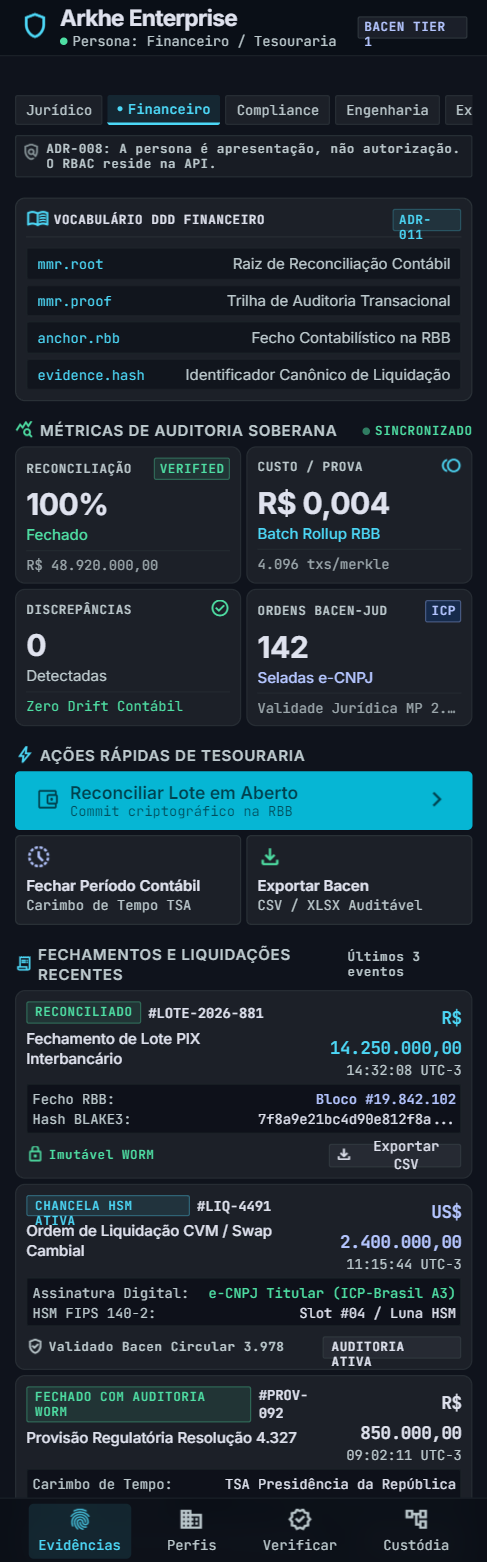 Arkhe Enterprise
Persona: Financeiro / Tesouraria
BACEN TIER
1
Jurídico
• Financeiro
Compliance
Engenharia
Ex
ADR-008: A persona é apresentação, não autorização.
O RBAC reside na API.
VOCABULÁRIO DDD FINANCEIRO
ADR-
011
mmr.root
Raiz de Reconciliação Contábil
mmr.proof
Trilha de Auditoria Transacional
anchor.rbb
Fecho Contabilístico na RBB
evidence.hash
Identificador Canônico de Liquidação
MÉTRICAS DE AUDITORIA SOBERANA
SINCRONIZADO
RECONCILIAÇÃO
VERIFIED
100%
Fechado
R$ 48.920.000,00
CUSTO / PROVA
R$ 0,004
Batch Rollup RBB
4.096 txs/merkle
DISCREPÂNCIAS
0
Detectadas
Zero Drift Contábil
ORDENS BACEN-JUD
ICP
142
Seladas e-CNPJ
Validade Jurídica MP 2.…
AÇÕES RÁPIDAS DE TESOURARIA
Reconciliar Lote em Aberto
Commit criptográfico na RBB
Fechar Período Contábil
Carimbo de Tempo TSA
Exportar Bacen
CSV / XLSX Auditável
FECHAMENTOS E LIQUIDAÇÕES
RECENTES
Últimos 3
eventos
RECONCILIADO
#LOTE-2026-881
Fechamento de Lote PIX
Interbancário
R$
14.250.000,00
14:32:08 UTC-3
Fecho RBB:
Bloco #19.842.102
Hash BLAKE3:
7f8a9e21bc4d90e812f8a...
Imutável WORM
Exportar
CSV
CHANCELA HSM
ATIVA
#LIQ-4491
Ordem de Liquidação CVM / Swap
Cambial
US$
2.400.000,00
11:15:44 UTC-3
Assinatura Digital:
e-CNPJ Titular (ICP-Brasil A3)
HSM FIPS 140-2:
Slot #04 / Luna HSM
Validado Bacen Circular 3.978
AUDITORIA
ATIVA
FECHADO COM AUDITORIA
WORM
#PROV-
092
Provisão Regulatória Resolução 4.327
R$
850.000,00
09:02:11 UTC-3
Carimbo de Tempo:
TSA Presidência da República
Evidências
Perfis
Verificar
Custódia